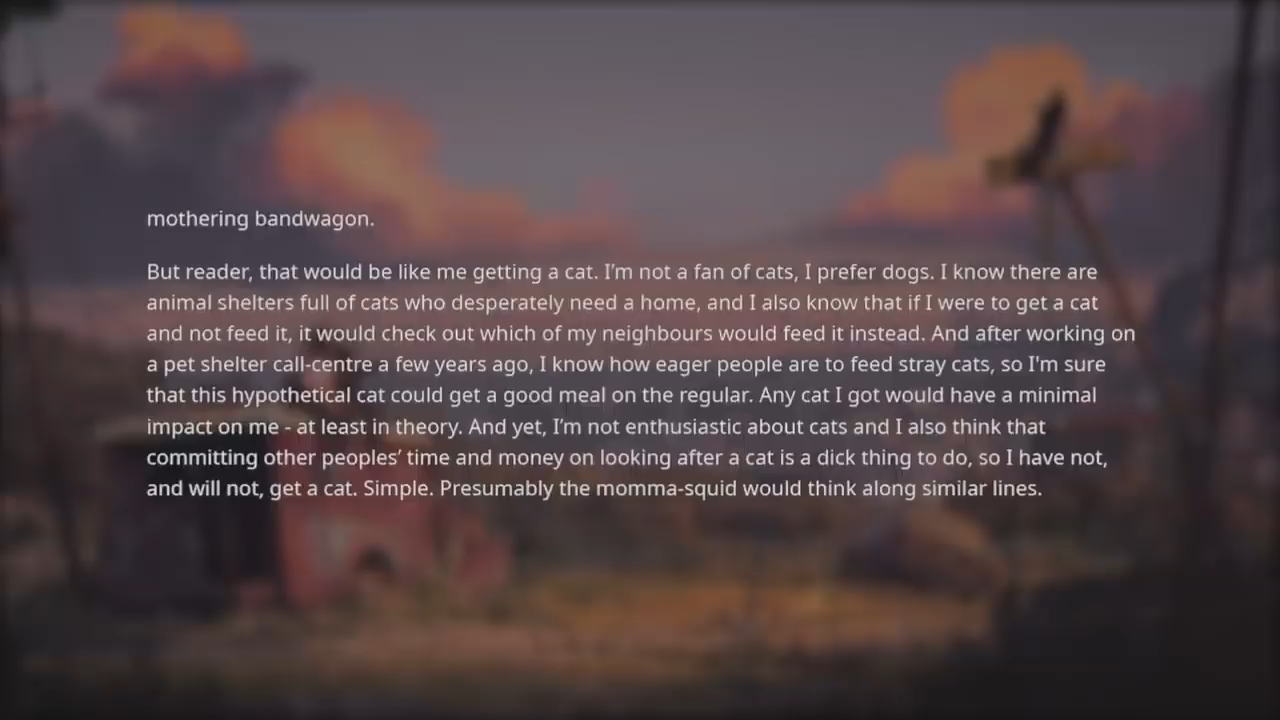 mothering bandwagon.
But reader, that would be like me getting a cat. I’m not a fan of cats, I prefer dogs. I know there are
animal shelters full of cats who desperately need a home, and I also know that if I were to get a cat
and not feed it, it would check out which of my neighbours would feed it instead. And after working on
a pet shelter call-centre a few years ago, I know how eager people are to feed stray cats, so I'm sure
that this hypothetical cat could get a good meal on the regular. Any cat I got would have a minimal
impact on me - at least in theory. And yet, I’m not enthusiastic about cats and I also think that
committing other peoples’ time and money on looking after a cat is a dick thing to do, so I have not,
and will not, get a cat. Simple. Presumably the momma-squid would think along similar lines.